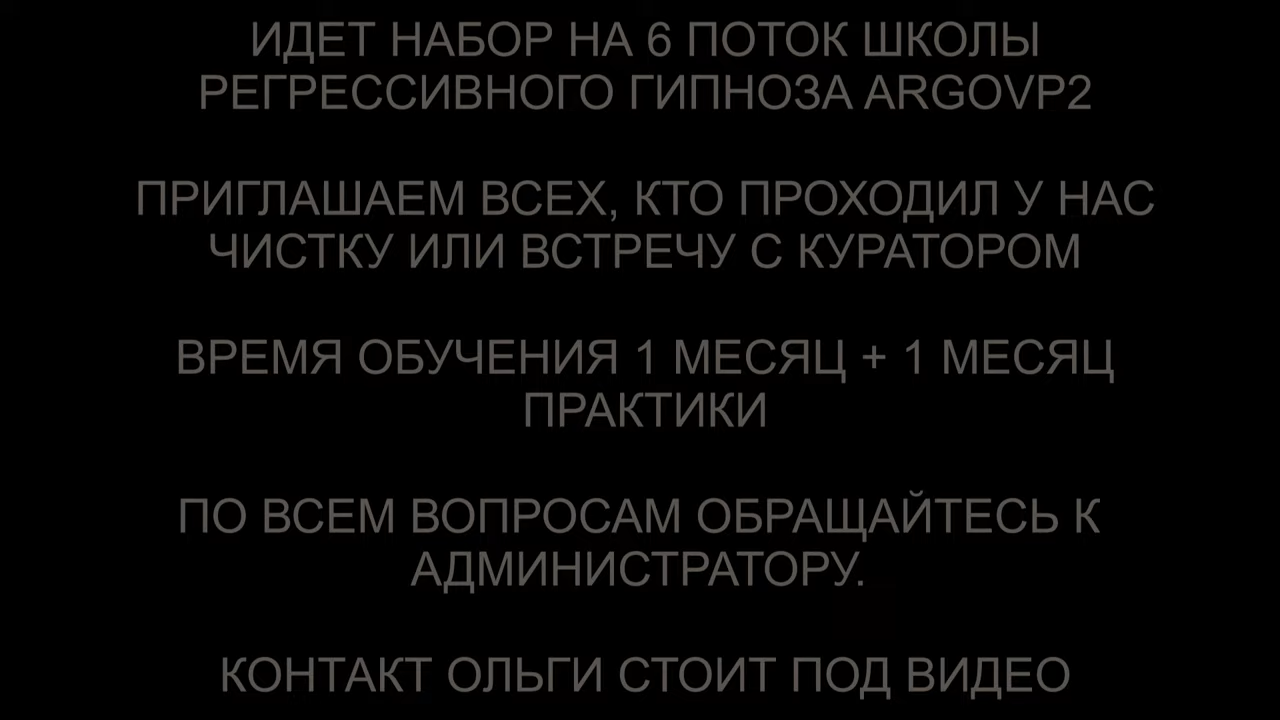 ИДЕТ НАБОР НА 6 ПОТОК ШКОЛЫ
РЕГРЕССИВНОГО ГИПНОЗА ARGOVP2
ПРИГЛАШАЕМ ВСЕХ, КТО ПРОХОДИЛ У НАС
ЧИСТКУ ИЛИ ВСТРЕЧУ С КУРАТОРОМ
ВРЕМЯ ОБУЧЕНИЯ 1 МЕСЯЦ + 1 МЕСЯЦ
ПРАКТИКИ
ПО ВСЕМ ВОПРОСАМ ОБРАЩАЙТЕСЬ К
АДМИНИСТРАТОРУ.
КОНТАКТ ОЛЬГИ СТОИТ ПОД ВИДЕО